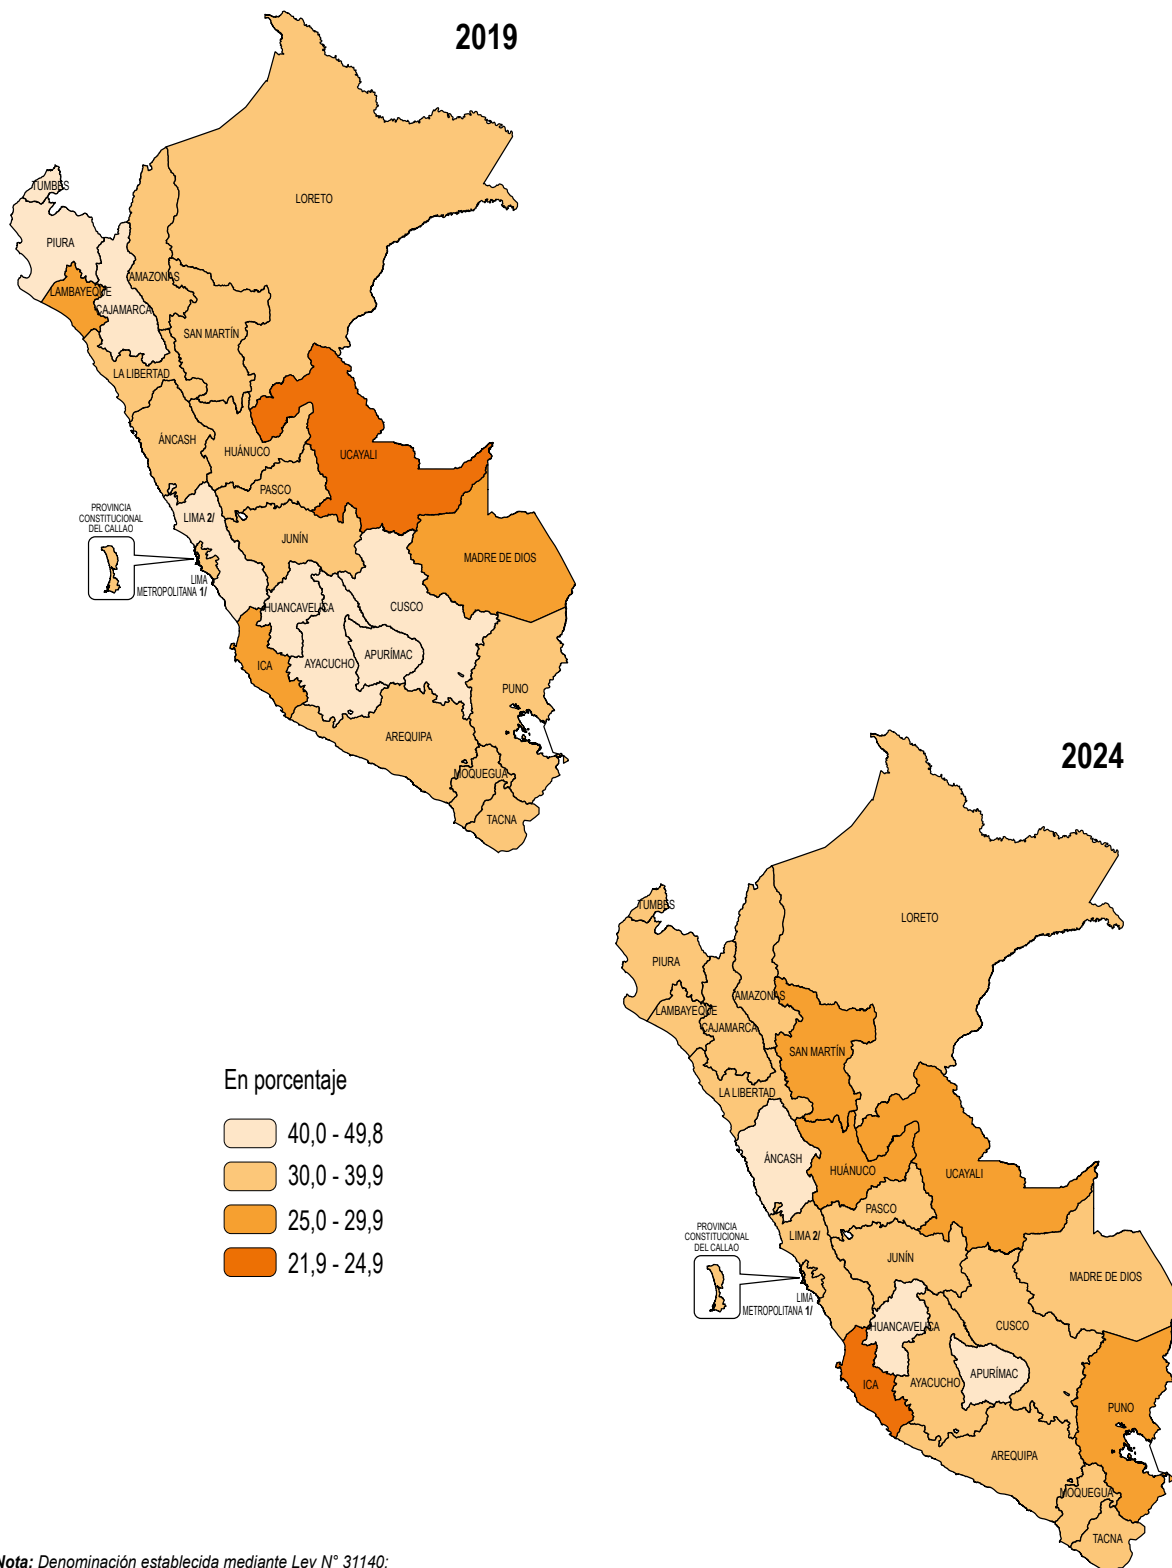 2019
LORETO
TUMBES
PIURA
AMAZONAS
LAMBAYEQUE
CAJAMARCA
SAN MARTÍN
LA LIBERTAD
ÁNCASH
HUÁNUCO
UCAYALI
PASCO
PROVINCIA
CONSTITUCIONAL
DEL CALLAO
LIMA 2/
JUNÍN
MADRE DE DIOS
LIMA
METROPOLITANA 1/
HUANCAVELICA
CUSCO
ICA
AYACUCHO
APURÍMAC
PUNO
AREQUIPA
MOQUEGUA
TACNA
2024
LORETO
TUMBES
PIURA
AMAZONAS
LAMBAYEQUE
CAJAMARCA
SAN MARTÍN
LA LIBERTAD
ÁNCASH
HUÁNUCO
UCAYALI
PASCO
PROVINCIA
CONSTITUCIONAL
DEL CALLAO
LIMA 2/
JUNÍN
MADRE DE DIOS
LIMA
METROPOLITANA 1/
HUANCAVELICA
CUSCO
ICA
AYACUCHO
APURÍMAC
PUNO
AREQUIPA
MOQUEGUA
TACNA
En porcentaje
40,0 - 49,8
30,0 - 39,9
25,0 - 29,9
21,9 - 24,9
Nota: Denominación establecida mediante Ley N° 31140: